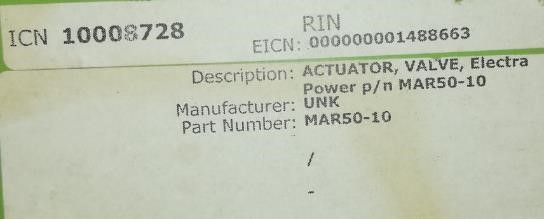 RIN
ICN 10008728
EICN: 000000001488663
Description: ACTUATOR, VALVE, Electra
Power p/n MAR50-10
Manufacturer: UNK
Part Number: MAR50-10
/
-